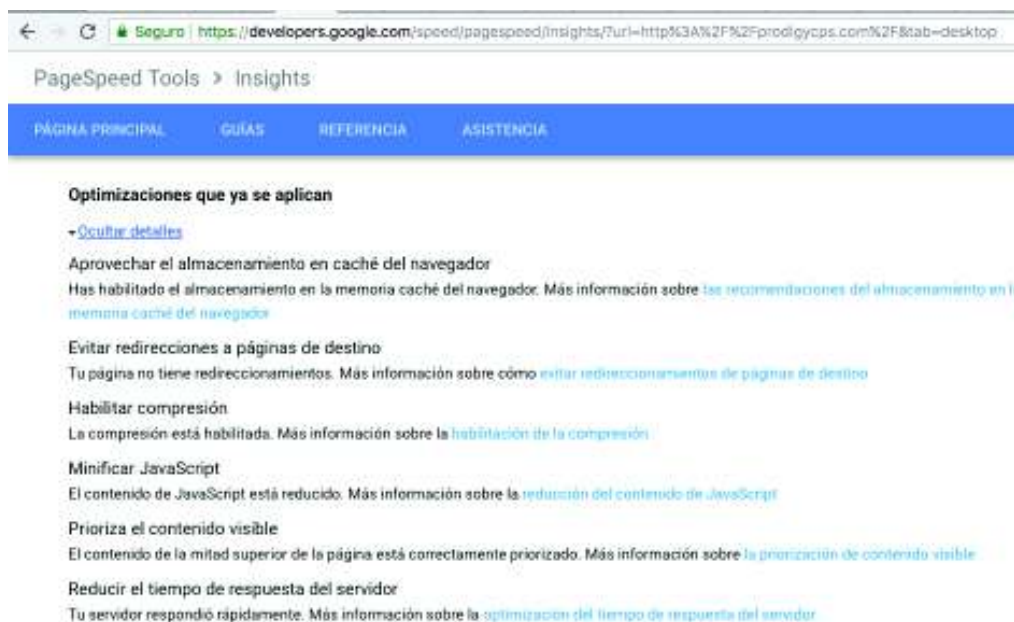 Seguro https://developers.google.com/speed/pagespeed/insights/?url=http%3A%2F%2Fprodigycps.com%2F&tab=desktop
PageSpeed Tools > Insights
PÁGINA PRINCIPAL GUÍAS REFERENCIA ASISTENCIA
Optimizaciones que ya se aplican
Ocultar detalles
Aprovechar el almacenamiento en caché del navegador
Has habilitado el almacenamiento en la memoria caché del navegador. Más información sobre las recomendaciones del almacenamiento en
memoria caché del navegador
Evitar redirecciones a páginas de destino
Tu página no tiene redireccionamientos. Más información sobre cómo evitar redireccionamientos de páginas de destino
Habilitar compresión
La compresión está habilitada. Más información sobre la habilitación de la compresión
Minificar JavaScript
El contenido de JavaScript está reducido. Más información sobre la reducción del contenido de JavaScript
Prioriza el contenido visible
El contenido de la mitad superior de la página está correctamente priorizado. Más información sobre la priorización de contenido visible
Reducir el tiempo de respuesta del servidor
Tu servidor respondió rápidamente. Más información sobre la optimización del tiempo de respuesta del servidor